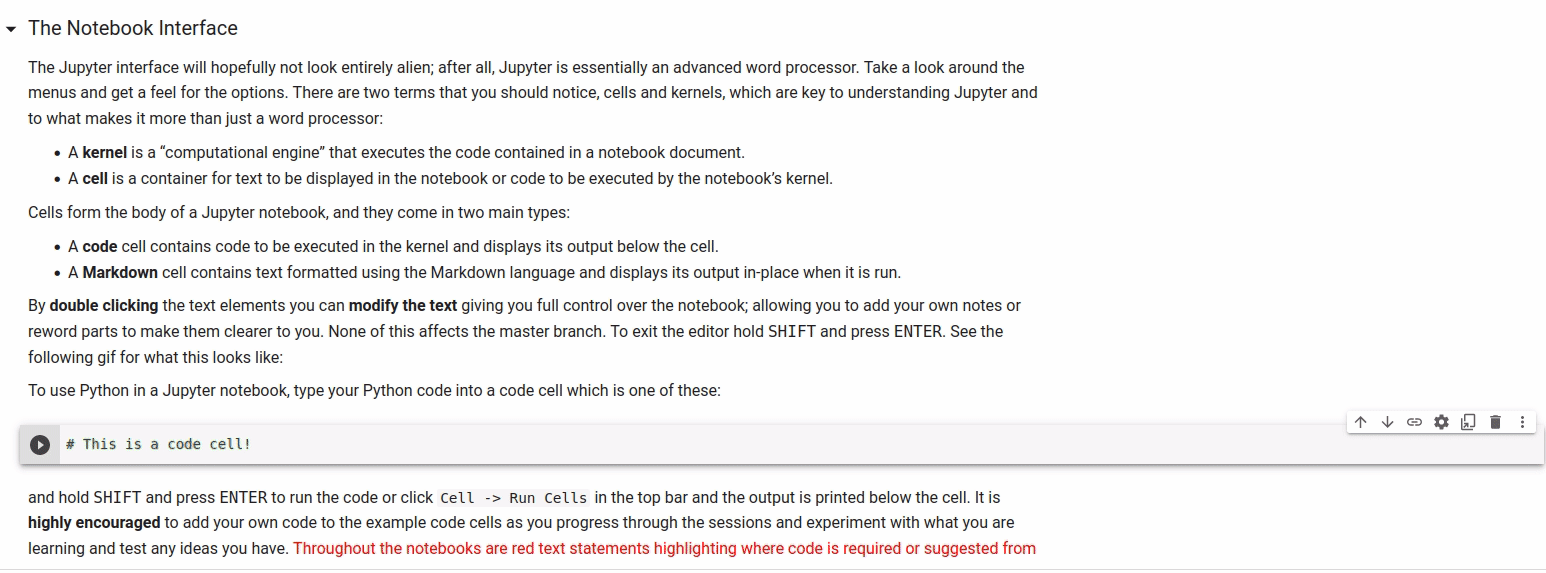 The Notebook Interface
The Jupyter interface will hopefully not look entirely alien; after all, Jupyter is essentially an advanced word processor. Take a look around the
menus and get a feel for the options. There are two terms that you should notice, cells and kernels, which are key to understanding Jupyter and
to what makes it more than just a word processor:
• A kernel is a “computational engine” that executes the code contained in a notebook document.
• A cell is a container for text to be displayed in the notebook or code to be executed by the notebook’s kernel.
Cells form the body of a Jupyter notebook, and they come in two main types:
• A code cell contains code to be executed in the kernel and displays its output below the cell.
• A Markdown cell contains text formatted using the Markdown language and displays its output in-place when it is run.
By double clicking the text elements you can modify the text giving you full control over the notebook; allowing you to add your own notes or
reword parts to make them clearer to you. None of this affects the master branch. To exit the editor hold SHIFT and press ENTER. See the
following gif for what this looks like:
To use Python in a Jupyter notebook, type your Python code into a code cell which is one of these:
# This is a code cell!
and hold SHIFT and press ENTER to run the code or click Cell -> Run Cells in the top bar and the output is printed below the cell. It is
highly encouraged to add your own code to the example code cells as you progress through the sessions and experiment with what you are
learning and test any ideas you have. Throughout the notebooks are red text statements highlighting where code is required or suggested from